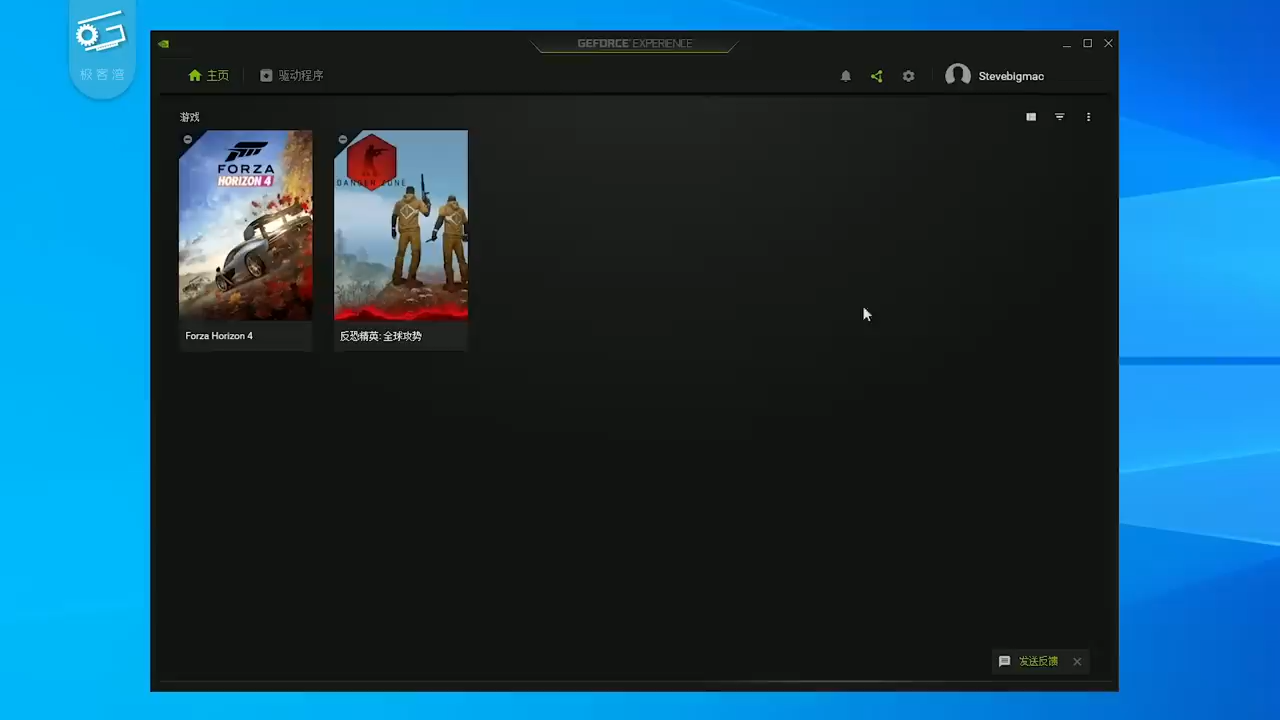 极客湾
GEFORCE EXPERIENCE
主页
驱动程序
Stevebigmac
游戏
FORZA
HORIZON 4
DANGER ZONE
Forza Horizon 4
反恐精英: 全球攻势
发送反馈